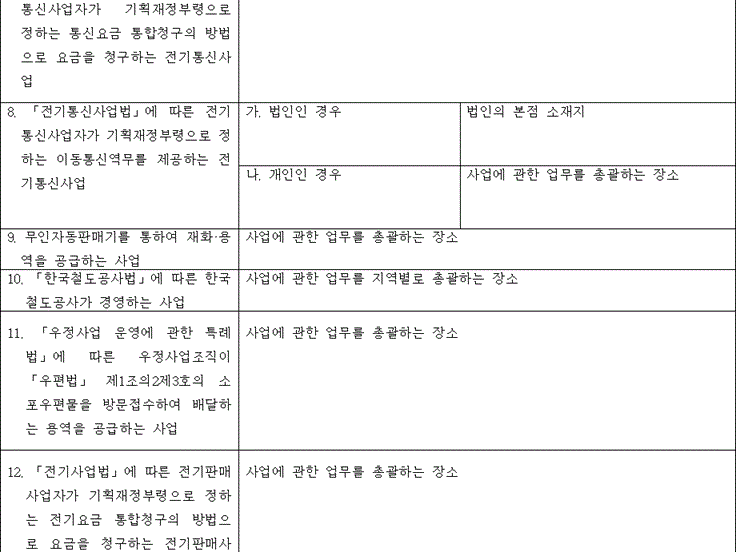 통신사업자가 기획재정부령으로
정하는 통신요금 통합청구의 방법
으로 요금을 청구하는 전기통신사
업
8. 「전기통신사업법」에 따른 전기
통신사업자가 기획재정부령으로 정
하는 이동통신역무를 제공하는 전
기통신사업
가. 법인인 경우
법인의 본점 소재지
나. 개인인 경우
사업에 관한 업무를 총괄하는 장소
9. 무인자동판매기를 통하여 재화·용
역을 공급하는 사업
사업에 관한 업무를 총괄하는 장소
10. 「한국철도공사법」에 따른 한국
철도공사가 경영하는 사업
사업에 관한 업무를 지역별로 총괄하는 장소
11. 「우정사업 운영에 관한 특례
법」에 따른 우정사업조직이
「우편법」 제1조의2제3호의 소
포우편물을 방문접수하여 배달하
는 용역을 공급하는 사업
사업에 관한 업무를 총괄하는 장소
12. 「전기사업법」에 따른 전기판매
사업자가 기획재정부령으로 정하
는 전기요금 통합청구의 방법으
로 요금을 청구하는 전기판매사
사업에 관한 업무를 총괄하는 장소